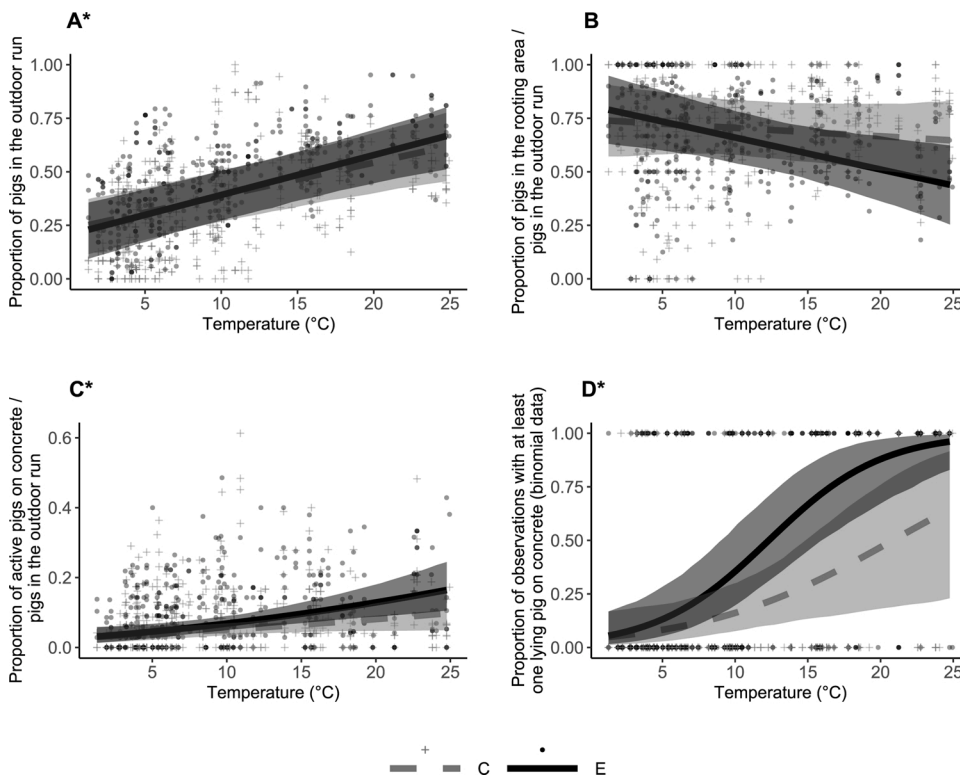 A*
Proportion of pigs in the outdoor run
1.00
0.75
0.50
0.25
0.00
5
10
15
20
25
Temperature (°C)
B
Proportion of pigs in the rooting area /
pigs in the outdoor run
1.00
0.75
0.50
0.25
0.00
5
10
15
20
25
Temperature (°C)
C*
Proportion of active pigs on concrete /
pigs in the outdoor run
0.6
0.4
0.2
0.0
5
10
15
20
25
Temperature (°C)
D*
Proportion of observations with at least
one lying pig on concrete (binomial data)
1.00
0.75
0.50
0.25
0.00
5
10
15
20
25
Temperature (°C)
C
E